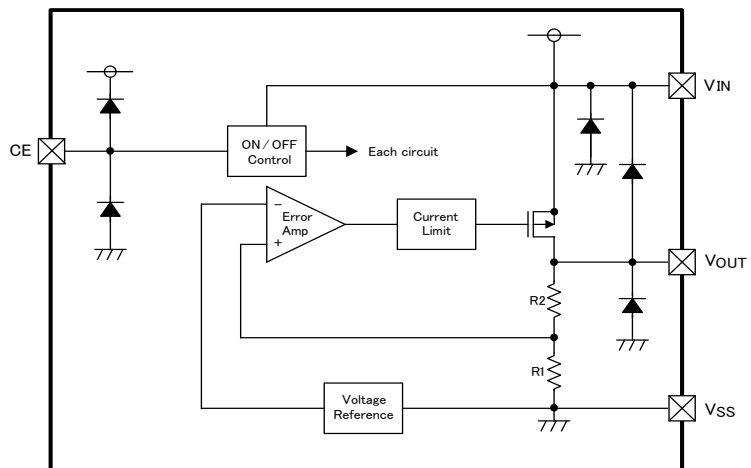 VIN
CE
ON/OFF
Control
Each circuit
−
Error
Amp
+
Current
Limit
VOUT
R2
R1
Voltage
Reference
VSS